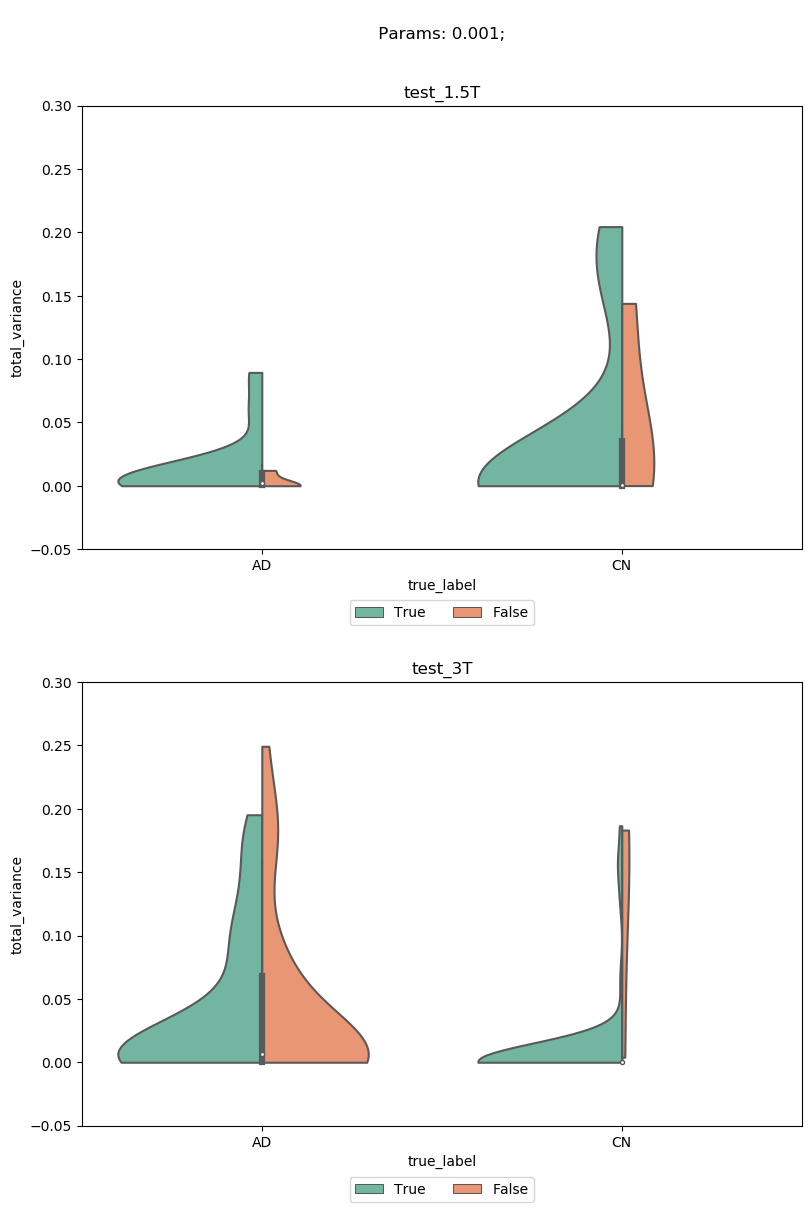 Params: 0.001;
test_1.5T
0.30
0.25
0.20
0.15
0.10
0.05
0.00
−0.05
total_variance
AD CN
true_label
True False
test_3T
0.30
0.25
0.20
0.15
0.10
0.05
0.00
−0.05
total_variance
AD CN
true_label
True False